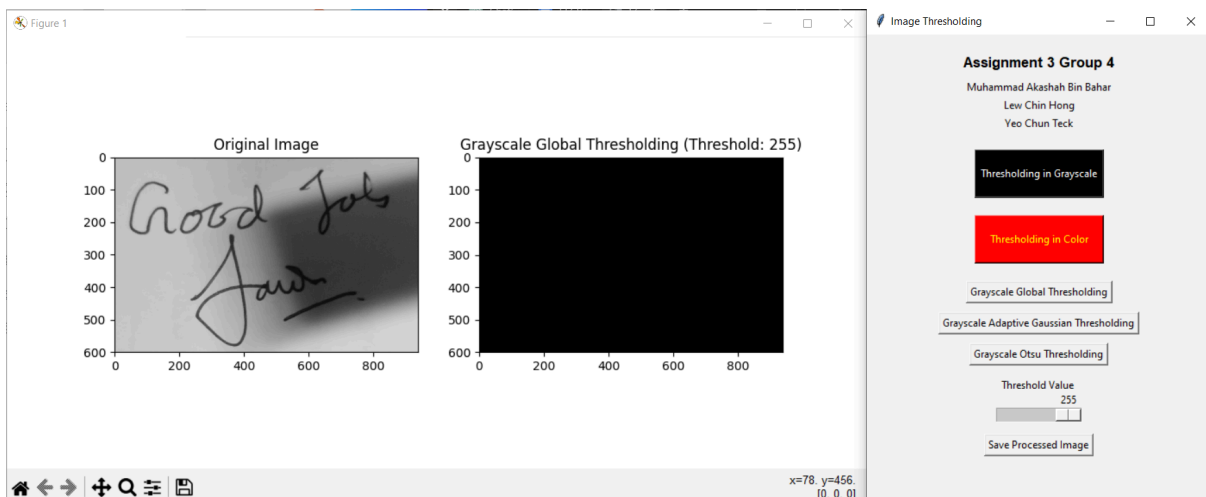 Figure 1
Image Thresholding
Assignment 3 Group 4
Muhammad Akashah Bin Bahar
Lew Chin Hong
Yeo Chun Teck
Original Image
Grayscale Global Thresholding (Threshold: 255)
0
100
200
300
400
500
600
0 200 400 600 800
Good Job
0
100
200
300
400
500
600
0 200 400 600 800
Thresholding in Grayscale
Thresholding in Color
Grayscale Global Thresholding
Grayscale Adaptive Gaussian Thresholding
Grayscale Otsu Thresholding
Threshold Value
255
Save Processed Image
x=78. y=456.
[0 0 0]